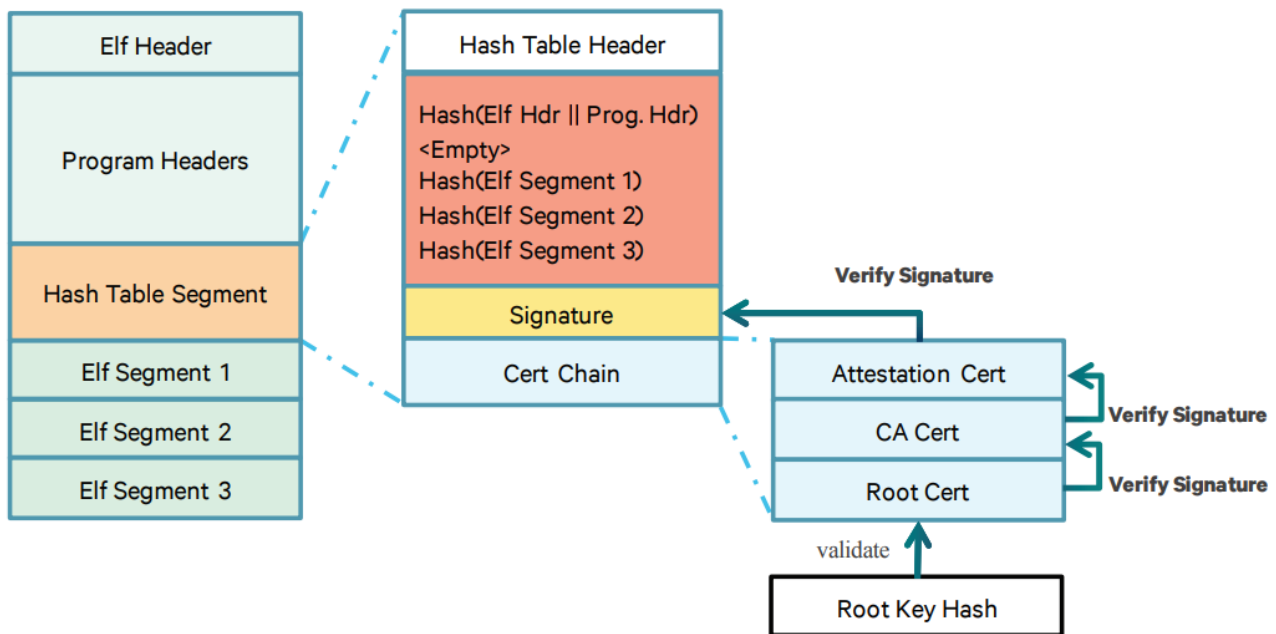 Elf Header
Program Headers
Hash Table Segment
Elf Segment 1
Elf Segment 2
Elf Segment 3
Hash Table Header
Hash(Elf Hdr || Prog. Hdr)
<Empty>
Hash(Elf Segment 1)
Hash(Elf Segment 2)
Hash(Elf Segment 3)
Signature
Cert Chain
Verify Signature
Attestation Cert
CA Cert
Root Cert
Verify Signature
Verify Signature
validate
Root Key Hash